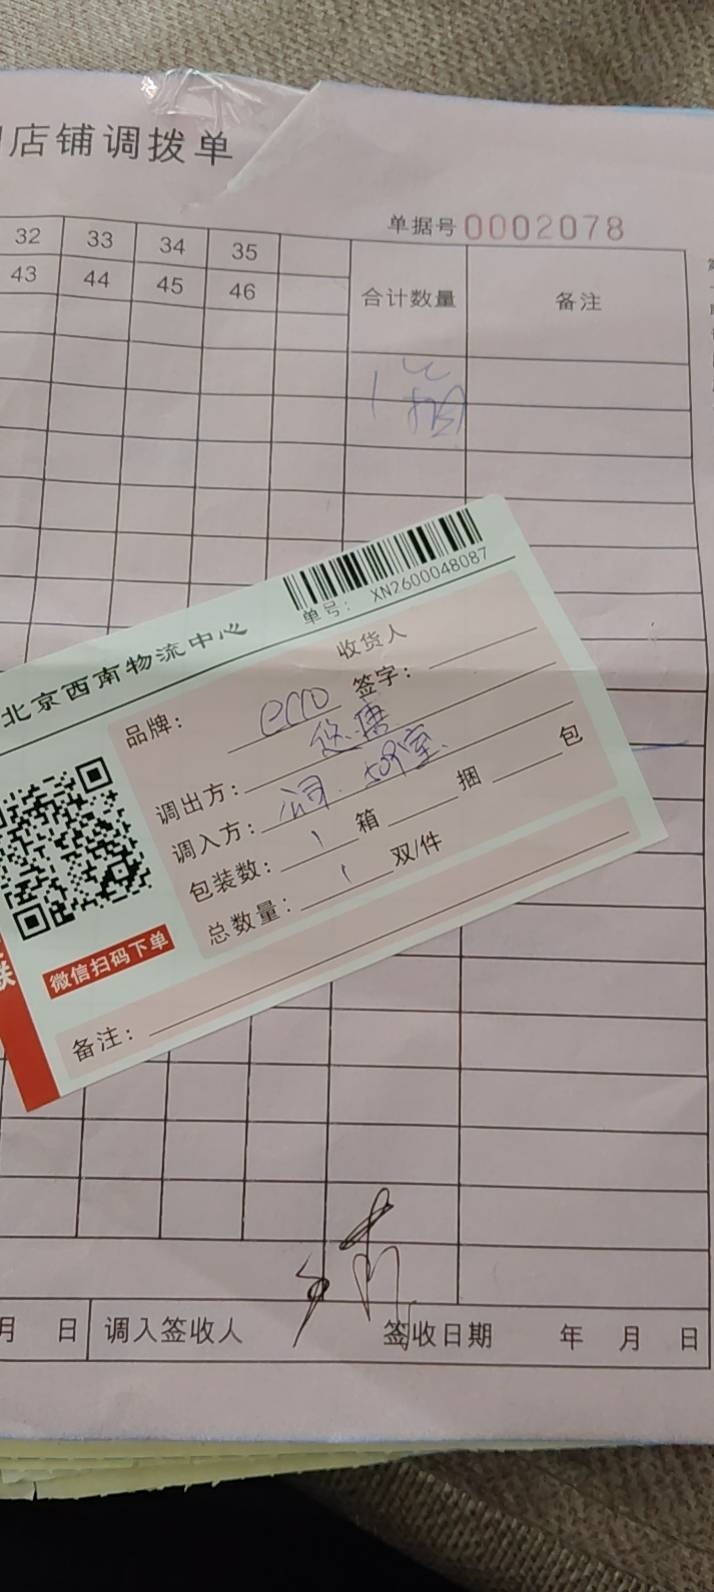 店铺调拨单
单据号 0002078
32 33 34 35
43 44 45 46
合计数量 备注
1箱
单号: XN2600048087
北京西南物流中心
收货人
签字:
品牌: ecco
调出方: 悠唐
调入方: 公司
包装数: 1 箱 捆 包
总数量: 1 双/件
微信扫码下单
联
备注:
月 日 调入签收人 签收日期 年 月 日